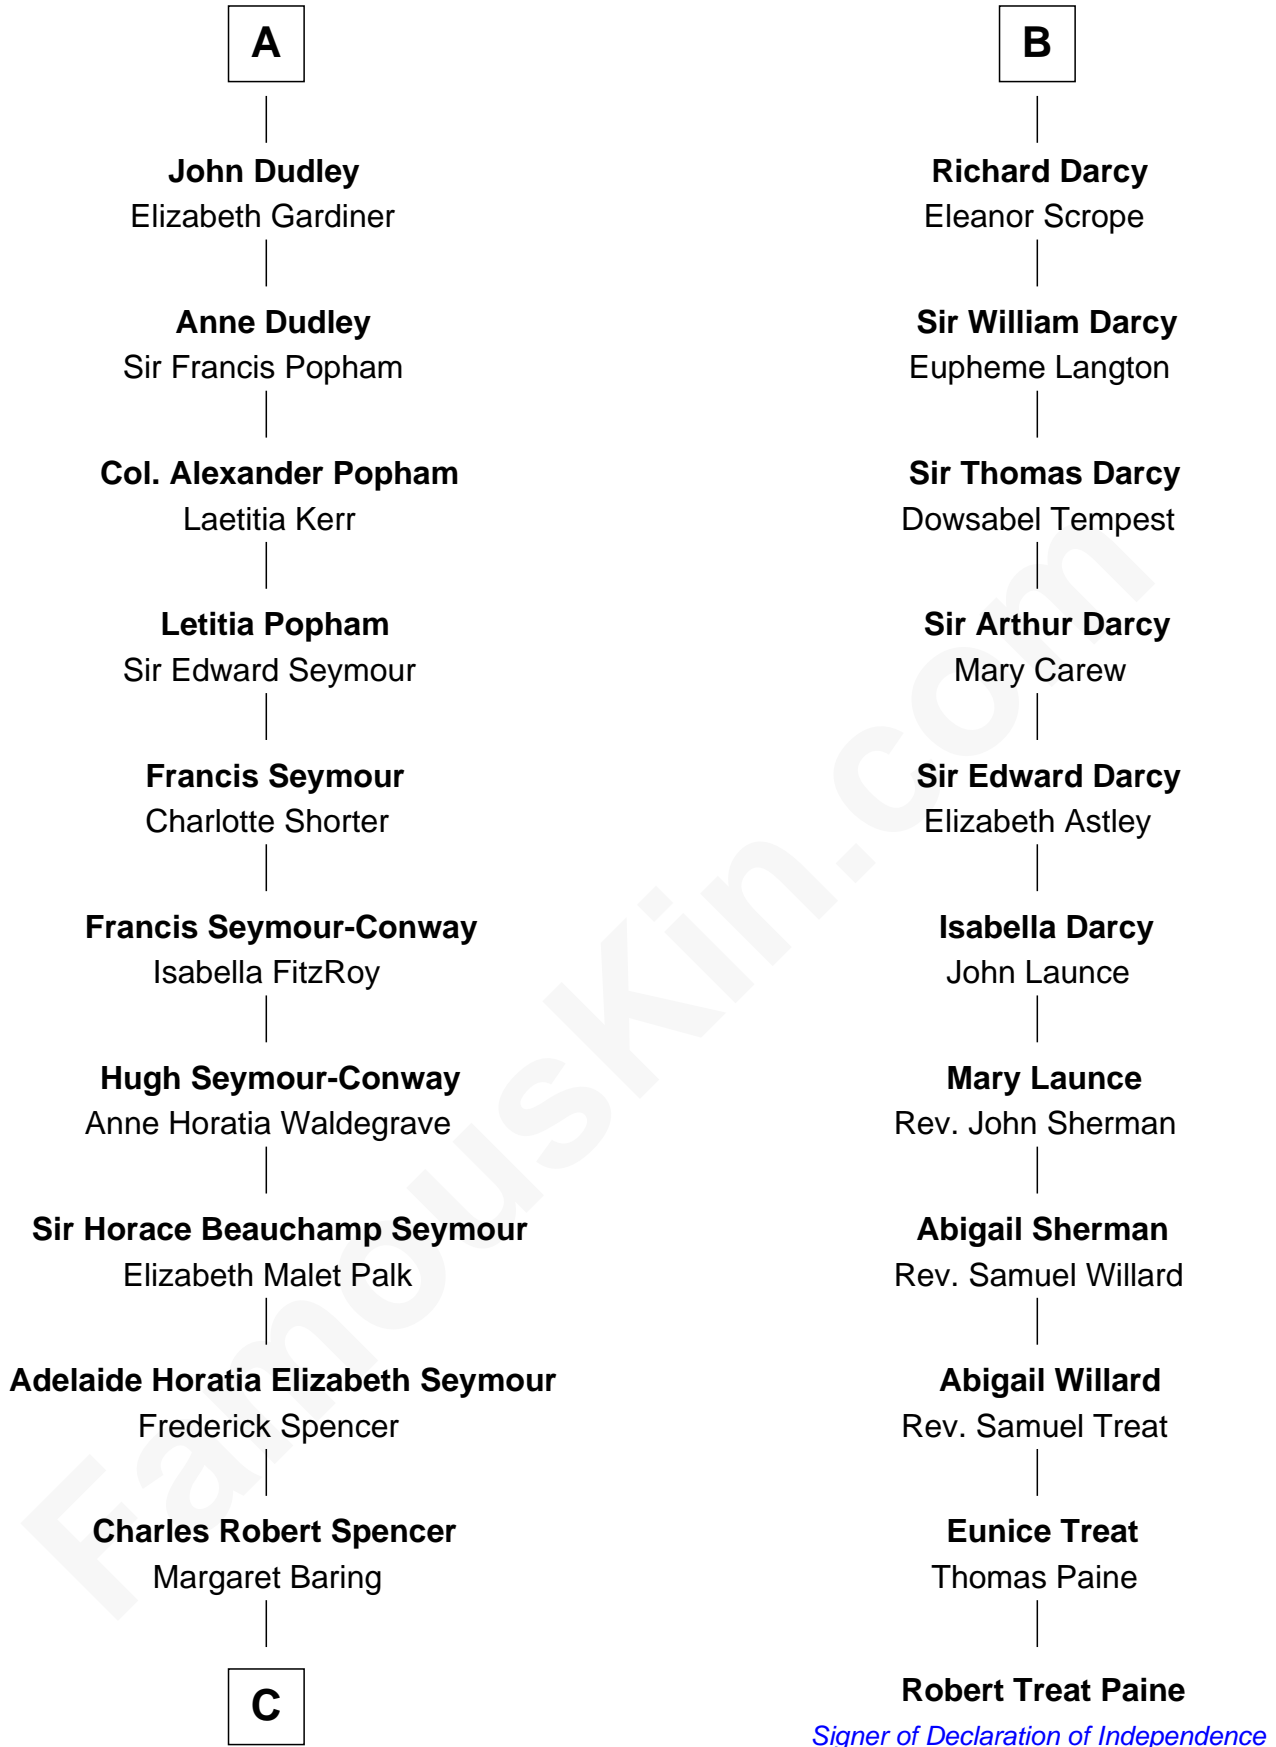 A
John Dudley
Elizabeth Gardiner
Anne Dudley
Sir Francis Popham
Col. Alexander Popham
Laetitia Kerr
Letitia Popham
Sir Edward Seymour
Francis Seymour
Charlotte Shorter
Francis Seymour-Conway
Isabella FitzRoy
Hugh Seymour-Conway
Anne Horatia Waldegrave
Sir Horace Beauchamp Seymour
Elizabeth Malet Palk
Adelaide Horatia Elizabeth Seymour
Frederick Spencer
Charles Robert Spencer
Margaret Baring
C
B
Richard Darcy
Eleanor Scrope
Sir William Darcy
Eupheme Langton
Sir Thomas Darcy
Dowsabel Tempest
Sir Arthur Darcy
Mary Carew
Sir Edward Darcy
Elizabeth Astley
Isabella Darcy
John Launce
Mary Launce
Rev. John Sherman
Abigail Sherman
Rev. Samuel Willard
Abigail Willard
Rev. Samuel Treat
Eunice Treat
Thomas Paine
Robert Treat Paine
Signer of Declaration of Independence
FamousKin.com